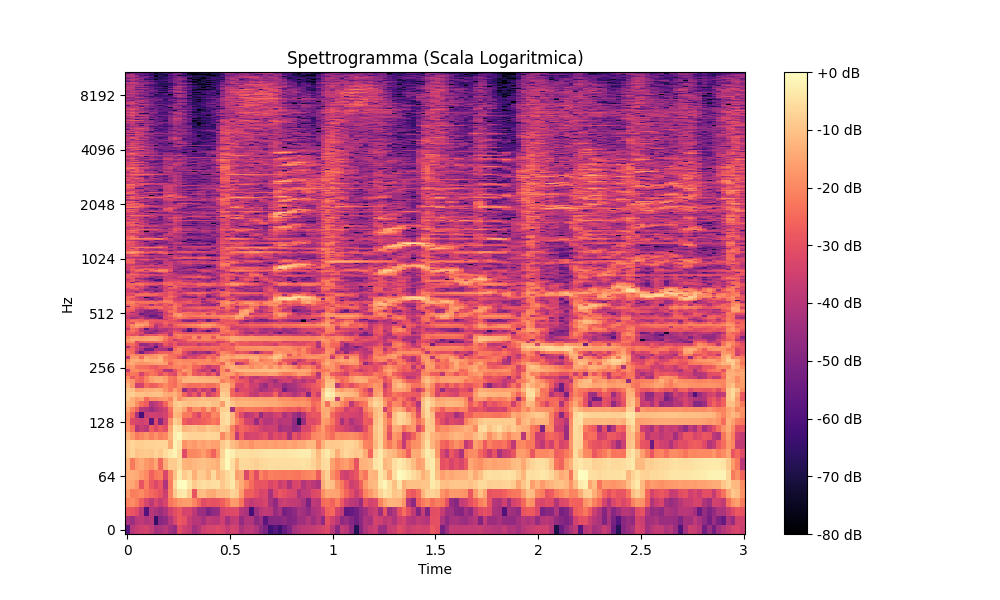 Spettrogramma (Scala Logaritmica)
Hz
8192
4096
2048
1024
512
256
128
64
0
0
0.5
1
1.5
2
2.5
3
Time
+0 dB
-10 dB
-20 dB
-30 dB
-40 dB
-50 dB
-60 dB
-70 dB
-80 dB